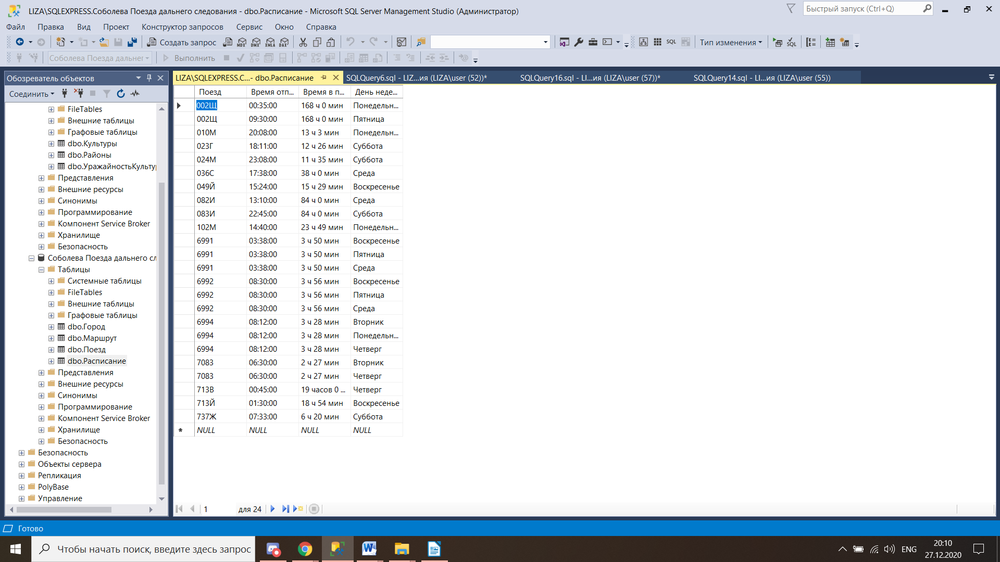 LIZA\SQLEXPRESS.Соболева Поезда дальнего следования - dbo.Расписание - Microsoft SQL Server Management Studio (Администратор)
Быстрый запуск (Ctrl+Q)
Файл Правка Вид Проект Конструктор запросов Сервис Окно Справка
Создать запрос MDX DMX XMLA DAX SQL Тип изменения SQL
Соболева Поезда дальнег Выполнить
Обозреватель объектов
LIZA\SQLEXPRESS.C...- dbo.Расписание SQLQuery6.sql - LIZ...ия (LIZA\user (52))* SQLQuery16.sql - LI...ия (LIZA\user (57))* SQLQuery14.sql - LI...ия (LIZA\user (55))
Соединить
FileTables
Внешние таблицы
Графовые таблицы
dbo.Культуры
dbo.Районы
dbo.УражайностьКульту
Представления
Внешние ресурсы
Синонимы
Программирование
Компонент Service Broker
Хранилище
Безопасность
Соболева Поезда дальнего сл
Таблицы
Системные таблицы
FileTables
Внешние таблицы
Графовые таблицы
dbo.Город
dbo.Маршрут
dbo.Поезд
dbo.Расписание
Представления
Внешние ресурсы
Синонимы
Программирование
Компонент Service Broker
Хранилище
Безопасность
Безопасность
Объекты сервера
Репликация
PolyBase
Управление
Поезд Время отп... Время в п... День неде...
002Щ 00:35:00 168 ч 0 мин Понедельн...
002Щ 09:30:00 168 ч 0 мин Пятница
010М 20:08:00 13 ч 3 мин Понедельн...
023Г 18:11:00 12 ч 26 мин Суббота
024М 23:08:00 11 ч 35 мин Суббота
036С 17:38:00 38 ч 0 мин Среда
049Й 15:24:00 15 ч 29 мин Воскресенье
082И 13:10:00 84 ч 0 мин Среда
083И 22:45:00 84 ч 0 мин Суббота
102М 14:40:00 23 ч 49 мин Понедельн...
6991 03:38:00 3 ч 50 мин Воскресенье
6991 03:38:00 3 ч 50 мин Пятница
6991 03:38:00 3 ч 50 мин Среда
6992 08:30:00 3 ч 56 мин Воскресенье
6992 08:30:00 3 ч 56 мин Пятница
6992 08:30:00 3 ч 56 мин Среда
6994 08:12:00 3 ч 28 мин Вторник
6994 08:12:00 3 ч 28 мин Понедельн...
6994 08:12:00 3 ч 28 мин Четверг
7083 06:30:00 2 ч 27 мин Вторник
7083 06:30:00 2 ч 27 мин Четверг
713В 00:45:00 19 часов 0 ... Четверг
713Й 01:30:00 18 ч 54 мин Воскресенье
737Ж 07:33:00 6 ч 20 мин Суббота
NULL NULL NULL NULL
1 для 24
Готово
Чтобы начать поиск, введите здесь запрос
ENG
20:10
27.12.2020